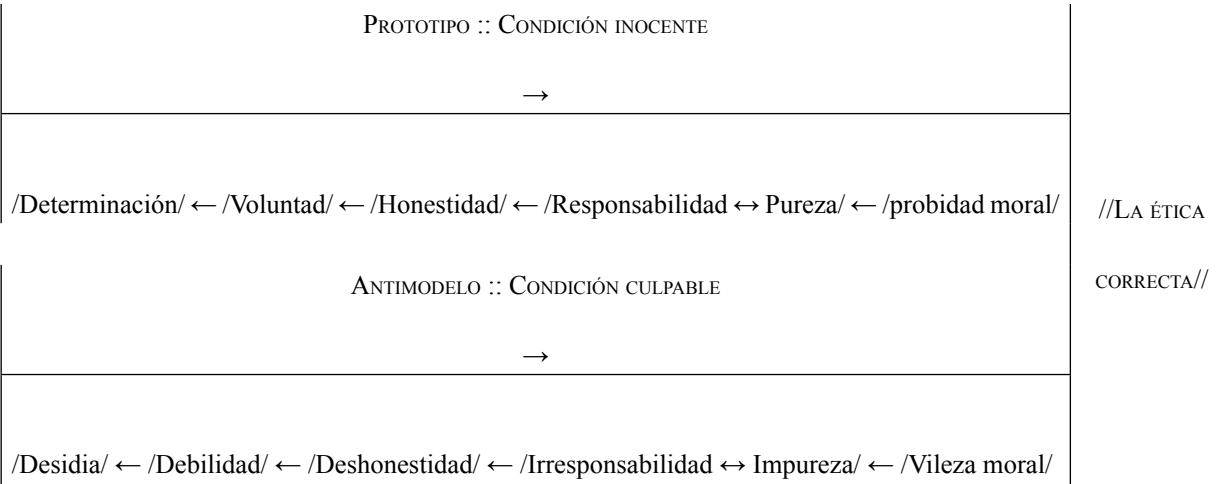 PROTOTIPO :: CONDICIÓN INOCENTE
→
/Determinación/ ← /Voluntad/ ← /Honestidad/ ← /Responsabilidad ↔ Pureza/ ← /probidad moral/
//LA ÉTICA
CORRECTA//
ANTIMODELO :: CONDICIÓN CULPABLE
→
/Desidia/ ← /Debilidad/ ← /Deshonestidad/ ← /Irresponsabilidad ↔ Impureza/ ← /Vileza moral/